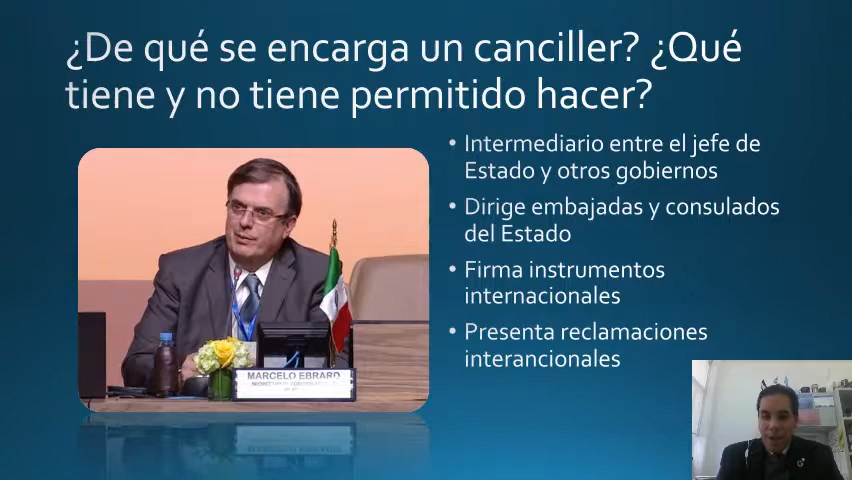 ¿De qué se encarga un canciller? ¿Qué
tiene y no tiene permitido hacer?
• Intermediario entre el jefe de
Estado y otros gobiernos
• Dirige embajadas y consulados
del Estado
• Firma instrumentos
internacionales
• Presenta reclamaciones
interancionales
MARCELO EBRARD